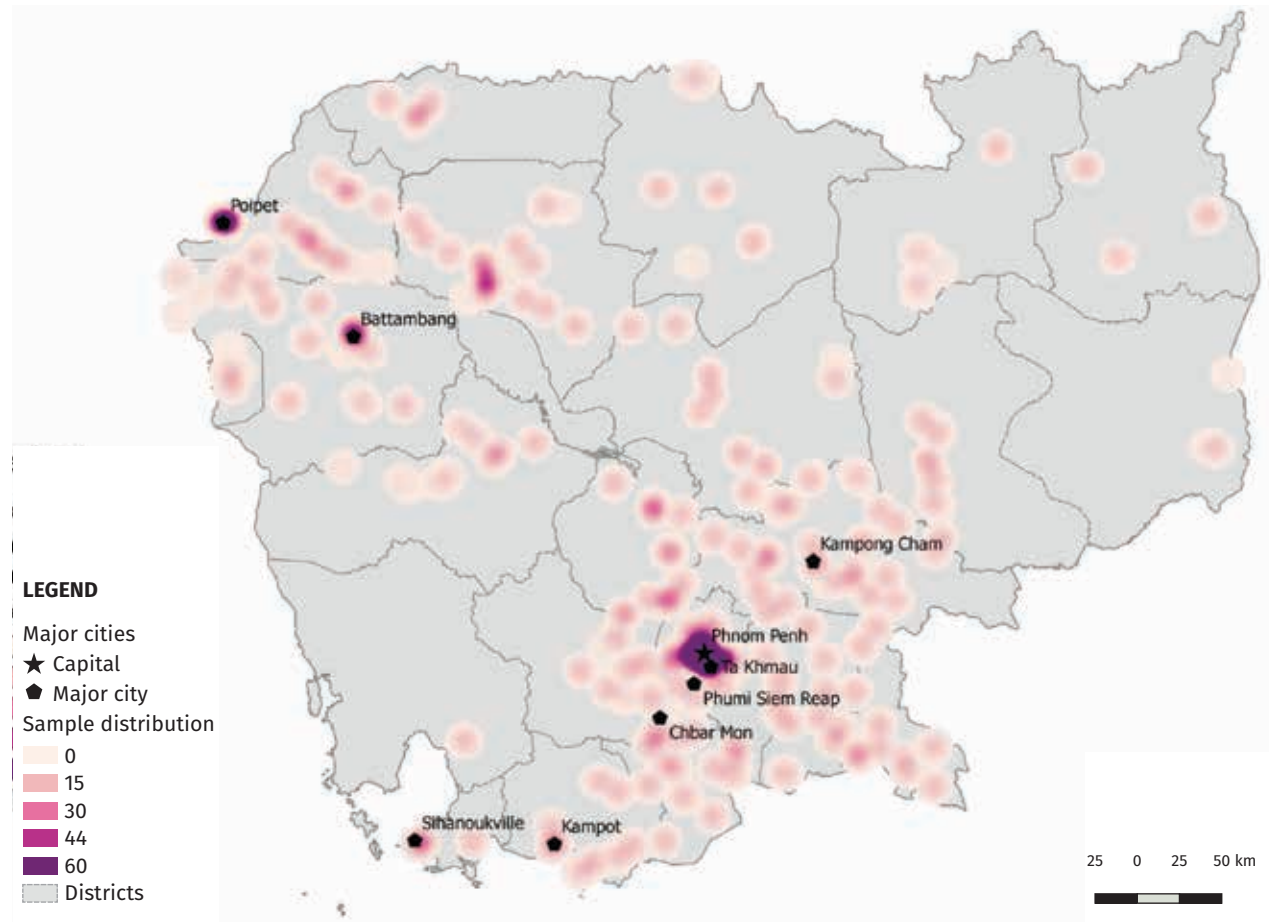 Poipet
Battambang
Kampong Cham
Phnom Penh
Ta Khmau
Phumi Siem Reap
Chbar Mon
Sihanoukville
Kampot
LEGEND
Major cities
Capital
Major city
Sample distribution
0
15
30
44
60
Districts
25 0 25 50 km